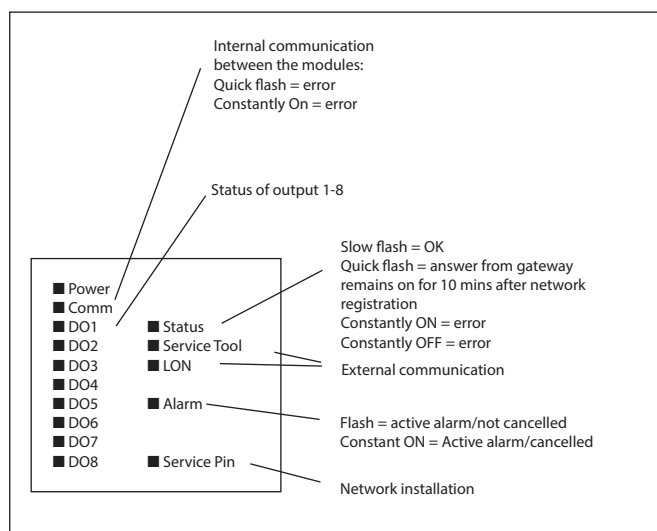 Internal communication
between the modules:
Quick flash = error
Constantly On = error
Status of output 1-8
Slow flash = OK
Quick flash = answer from gateway
remains on for 10 mins after network
registration
Constantly ON = error
Constantly OFF = error
External communication
Flash = active alarm/not cancelled
Constant ON = Active alarm/cancelled
Network installation
Power
Comm
DO1
DO2
DO3
DO4
DO5
DO6
DO7
DO8
Status
Service Tool
LON
Alarm
Service Pin